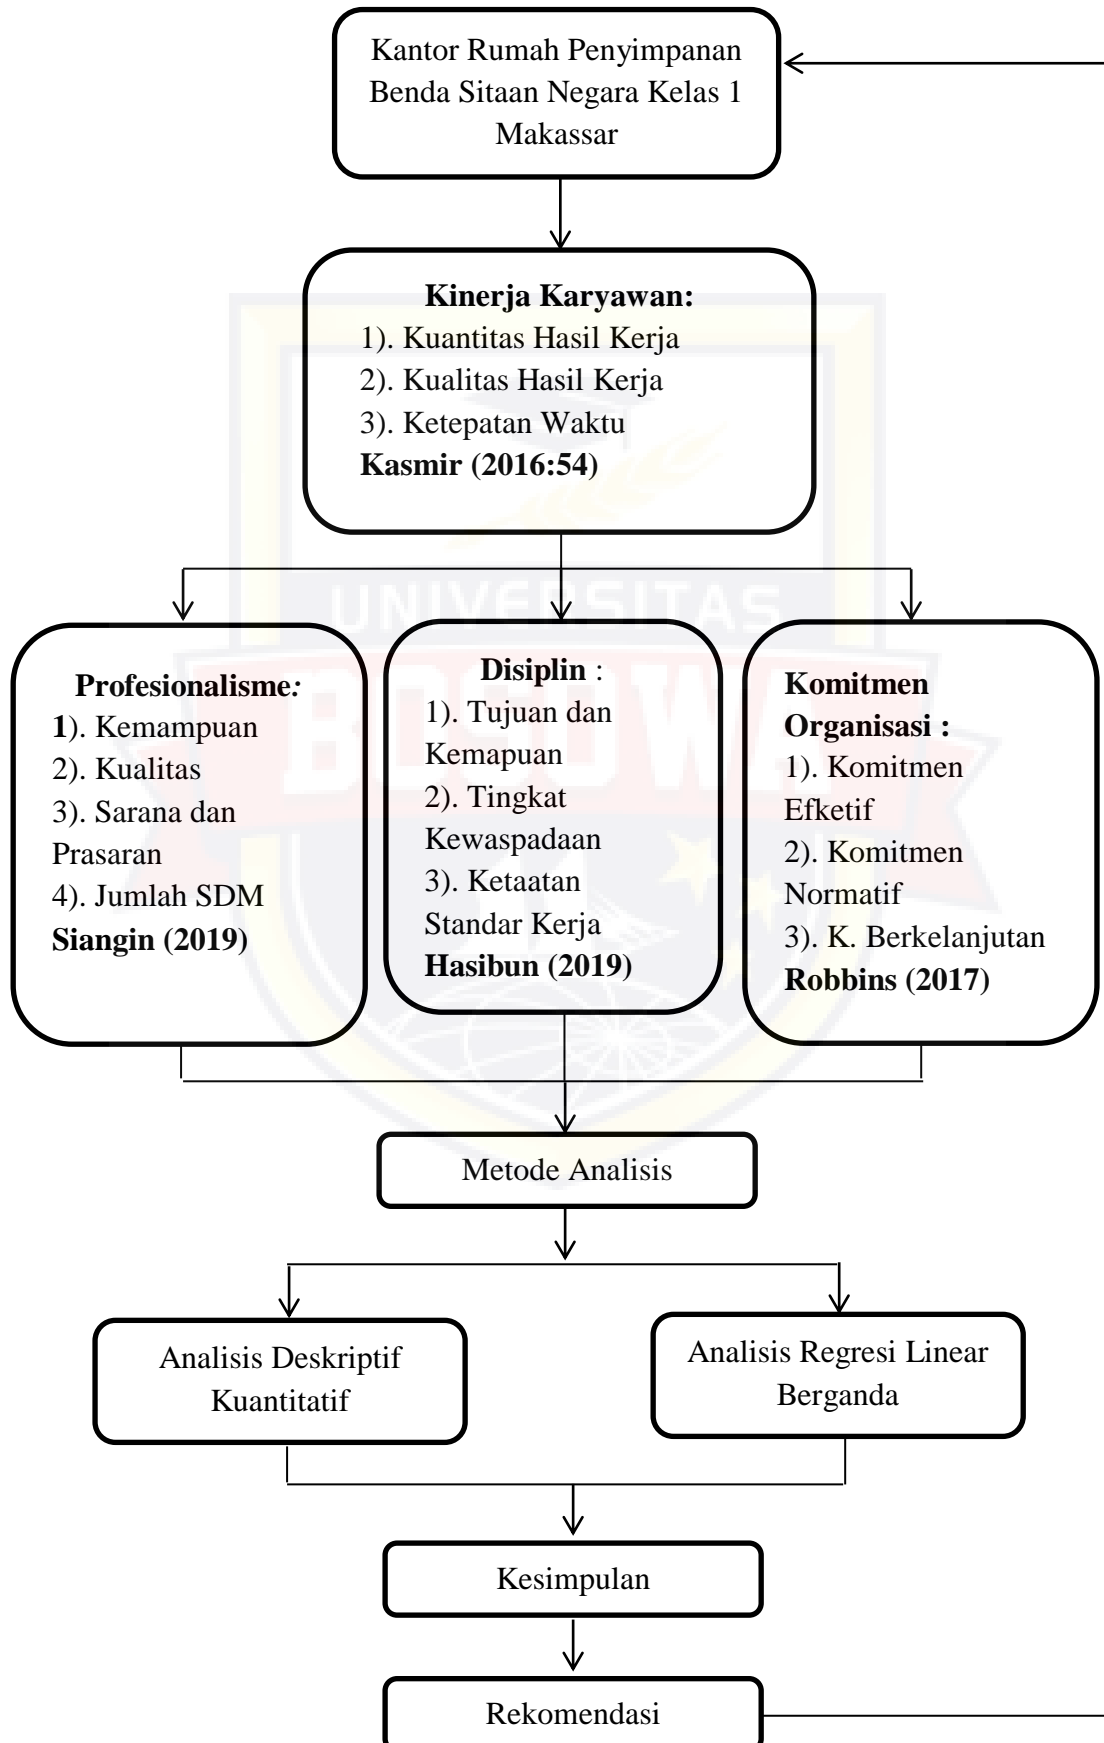 Kantor Rumah Penyimpanan
Benda Sitaan Negara Kelas 1
Makassar
Kinerja Karyawan:
1). Kuantitas Hasil Kerja
2). Kualitas Hasil Kerja
3). Ketepatan Waktu
Kasmir (2016:54)
UNIVERSITAS
BOSOWA
Profesionalisme:
1). Kemampuan
2). Kualitas
3). Sarana dan
Prasaran
4). Jumlah SDM
Siangin (2019)
Disiplin :
1). Tujuan dan
Kemapuan
2). Tingkat
Kewaspadaan
3). Ketaatan
Standar Kerja
Hasibun (2019)
Komitmen
Organisasi :
1). Komitmen
Efketif
2). Komitmen
Normatif
3). K. Berkelanjutan
Robbins (2017)
Metode Analisis
Analisis Deskriptif
Kuantitatif
Analisis Regresi Linear
Berganda
Kesimpulan
Rekomendasi